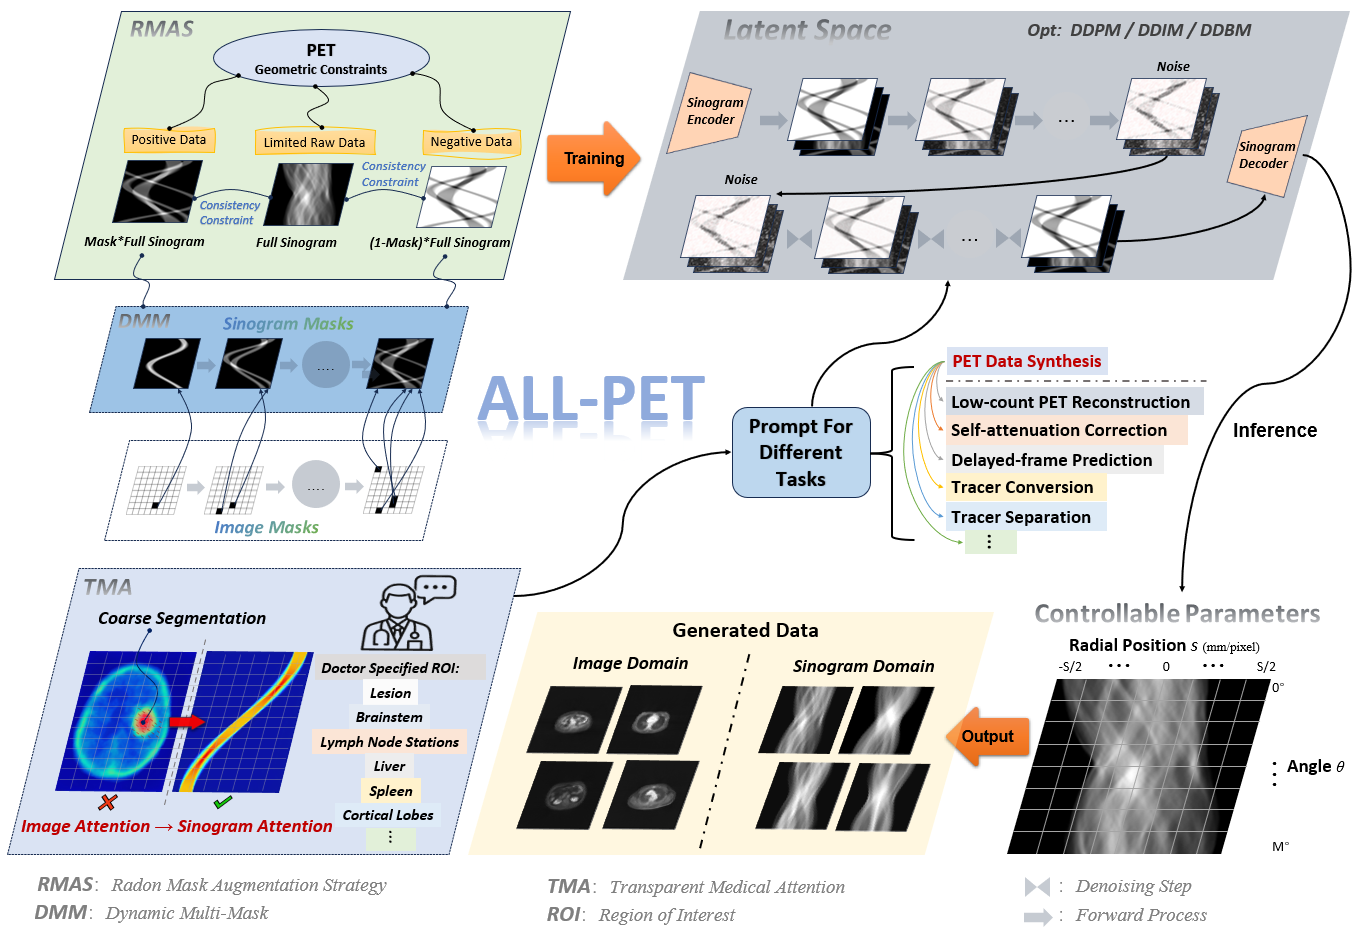 RMAS
PET
Geometric Constraints
Positive Data
Limited Raw Data
Negative Data
Consistency
Constraint
Consistency
Constraint
Mask*Full Sinogram
Full Sinogram
(1-Mask)*Full Sinogram
Training
Latent Space
Opt: DDPM / DDIM / DDBM
Sinogram
Encoder
...
Noise
Sinogram
Decoder
Noise
...
DMM
Sinogram Masks
....
....
Image Masks
ALL-PET
Prompt For
Different
Tasks
PET Data Synthesis
Low-count PET Reconstruction
Self-attenuation Correction
Delayed-frame Prediction
Tracer Conversion
Tracer Separation
⋮
Inference
TMA
Coarse Segmentation
Doctor Specified ROI:
Lesion
Brainstem
Lymph Node Stations
Liver
Spleen
Cortical Lobes
⋮
Image Attention → Sinogram Attention
Generated Data
Image Domain
Sinogram Domain
Output
Controllable Parameters
Radial Position s (mm/pixel)
-S/2 ••• 0 ••• S/2
0°
Angle θ
M°
RMAS: Radon Mask Augmentation Strategy
DMM: Dynamic Multi-Mask
TMA: Transparent Medical Attention
ROI: Region of Interest
: Denoising Step
: Forward Process